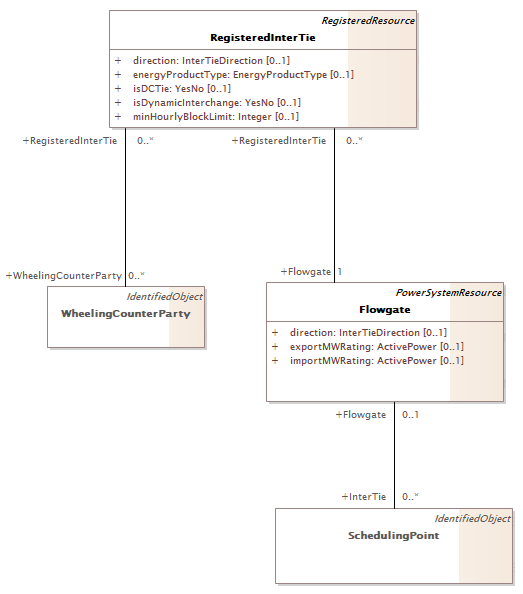 RegisteredResource
RegisteredInterTie
+ direction: InterTieDirection [0..1]
+ energyProductType: EnergyProductType [0..1]
+ isDCTie: YesNo [0..1]
+ isDynamicInterchange: YesNo [0..1]
+ minHourlyBlockLimit: Integer [0..1]
+RegisteredInterTie 0..* +RegisteredInterTie 0..*
+WheelingCounterParty 0..* +Flowgate 1
IdentifiedObject
WheelingCounterParty
PowerSystemResource
Flowgate
+ direction: InterTieDirection [0..1]
+ exportMWRating: ActivePower [0..1]
+ importMWRating: ActivePower [0..1]
+Flowgate 0..1
+InterTie 0..*
IdentifiedObject
SchedulingPoint